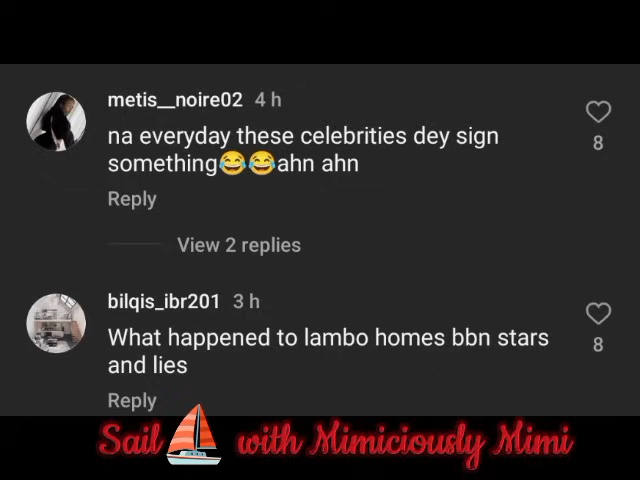 metis__noire02 4 h
na everyday these celebrities dey sign
something😂😂ahn ahn
8
Reply
View 2 replies
bilqis_ibr201 3 h
What happened to lambo homes bbn stars
and lies
8
Reply
Sail with Mimiciously Mimi